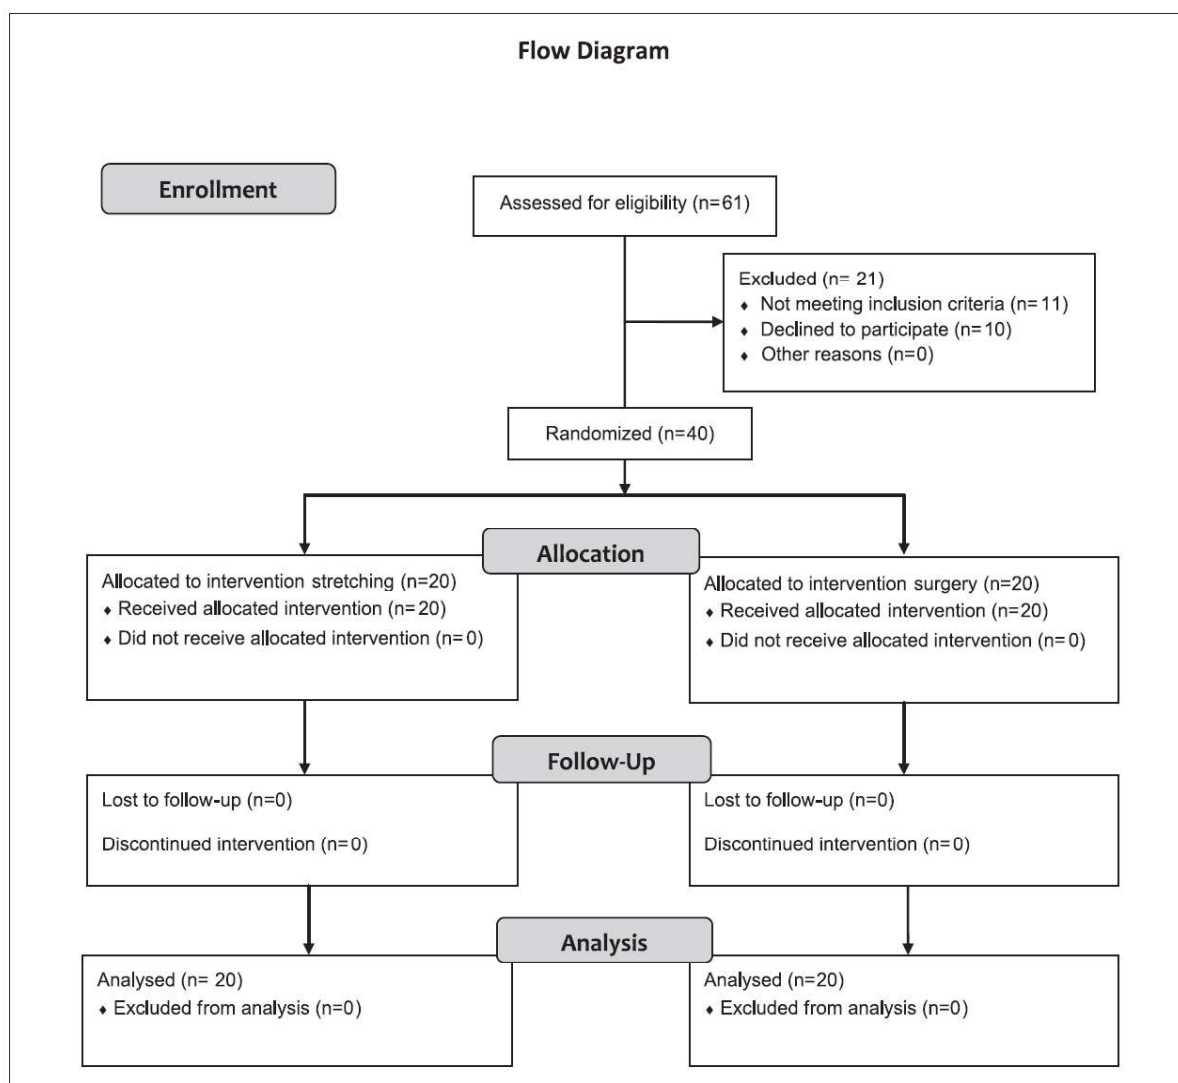 Flow Diagram
Enrollment
Assessed for eligibility (n=61)
Excluded (n= 21)
♦ Not meeting inclusion criteria (n=11)
♦ Declined to participate (n=10)
♦ Other reasons (n=0)
Randomized (n=40)
Allocation
Allocated to intervention stretching (n=20)
♦ Received allocated intervention (n=20)
♦ Did not receive allocated intervention (n=0)
Allocated to intervention surgery (n=20)
♦ Received allocated intervention (n=20)
♦ Did not receive allocated intervention (n=0)
Follow-Up
Lost to follow-up (n=0)
Discontinued intervention (n=0)
Lost to follow-up (n=0)
Discontinued intervention (n=0)
Analysis
Analysed (n= 20)
♦ Excluded from analysis (n=0)
Analysed (n=20)
♦ Excluded from analysis (n=0)